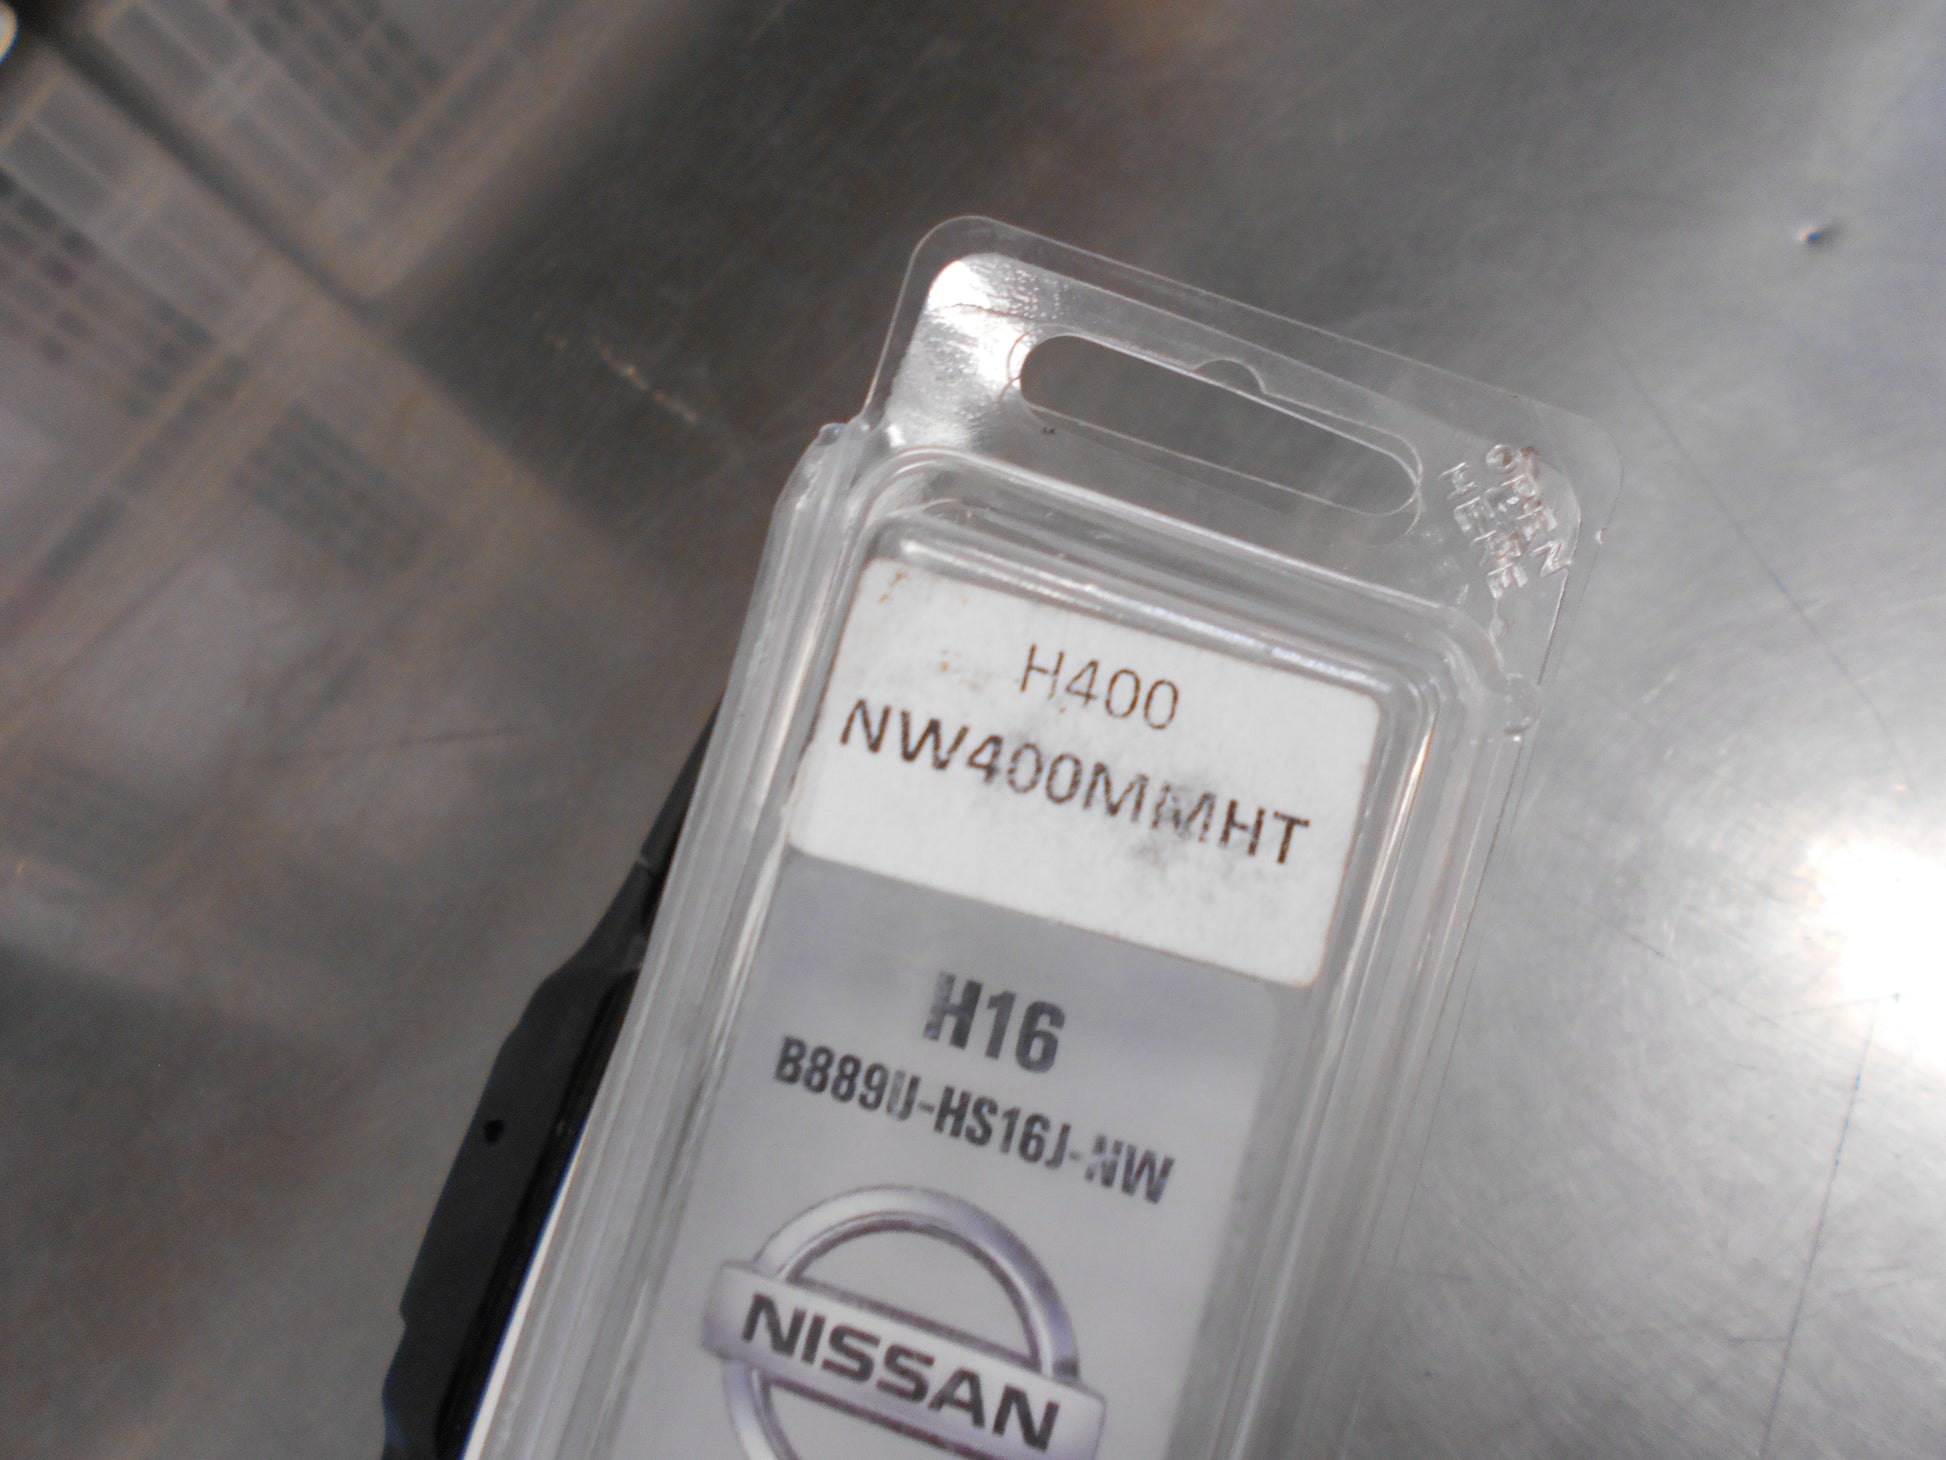 OPEN
HERE
H400
NW400MMHT
H16
B889U-HS16J-NW
NISSAN